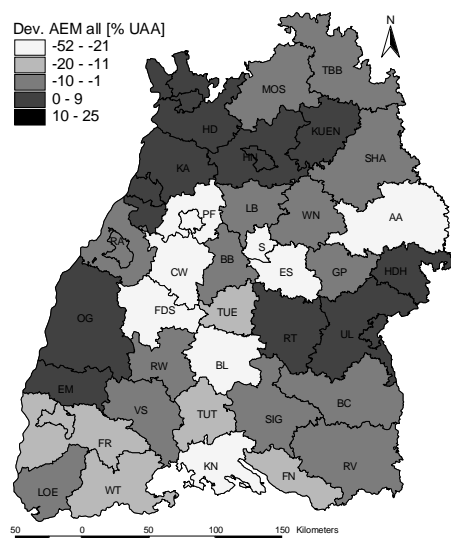 Dev. AEM all [% UAA]
-52 - -21
-20 - -11
-10 - -1
0 - 9
10 - 25
N
TBB
MOS
HD
KUEN
HN
KA
SHA
PF
LB
WN
AA
RA
S
CW
BB
ES
GP
HDH
OG
FDS
TUE
RT
UL
RW
BL
EM
VS
TUT
SIG
BC
FR
KN
FN
RV
LOE
WT
50 0 50 100 150 Kilometers